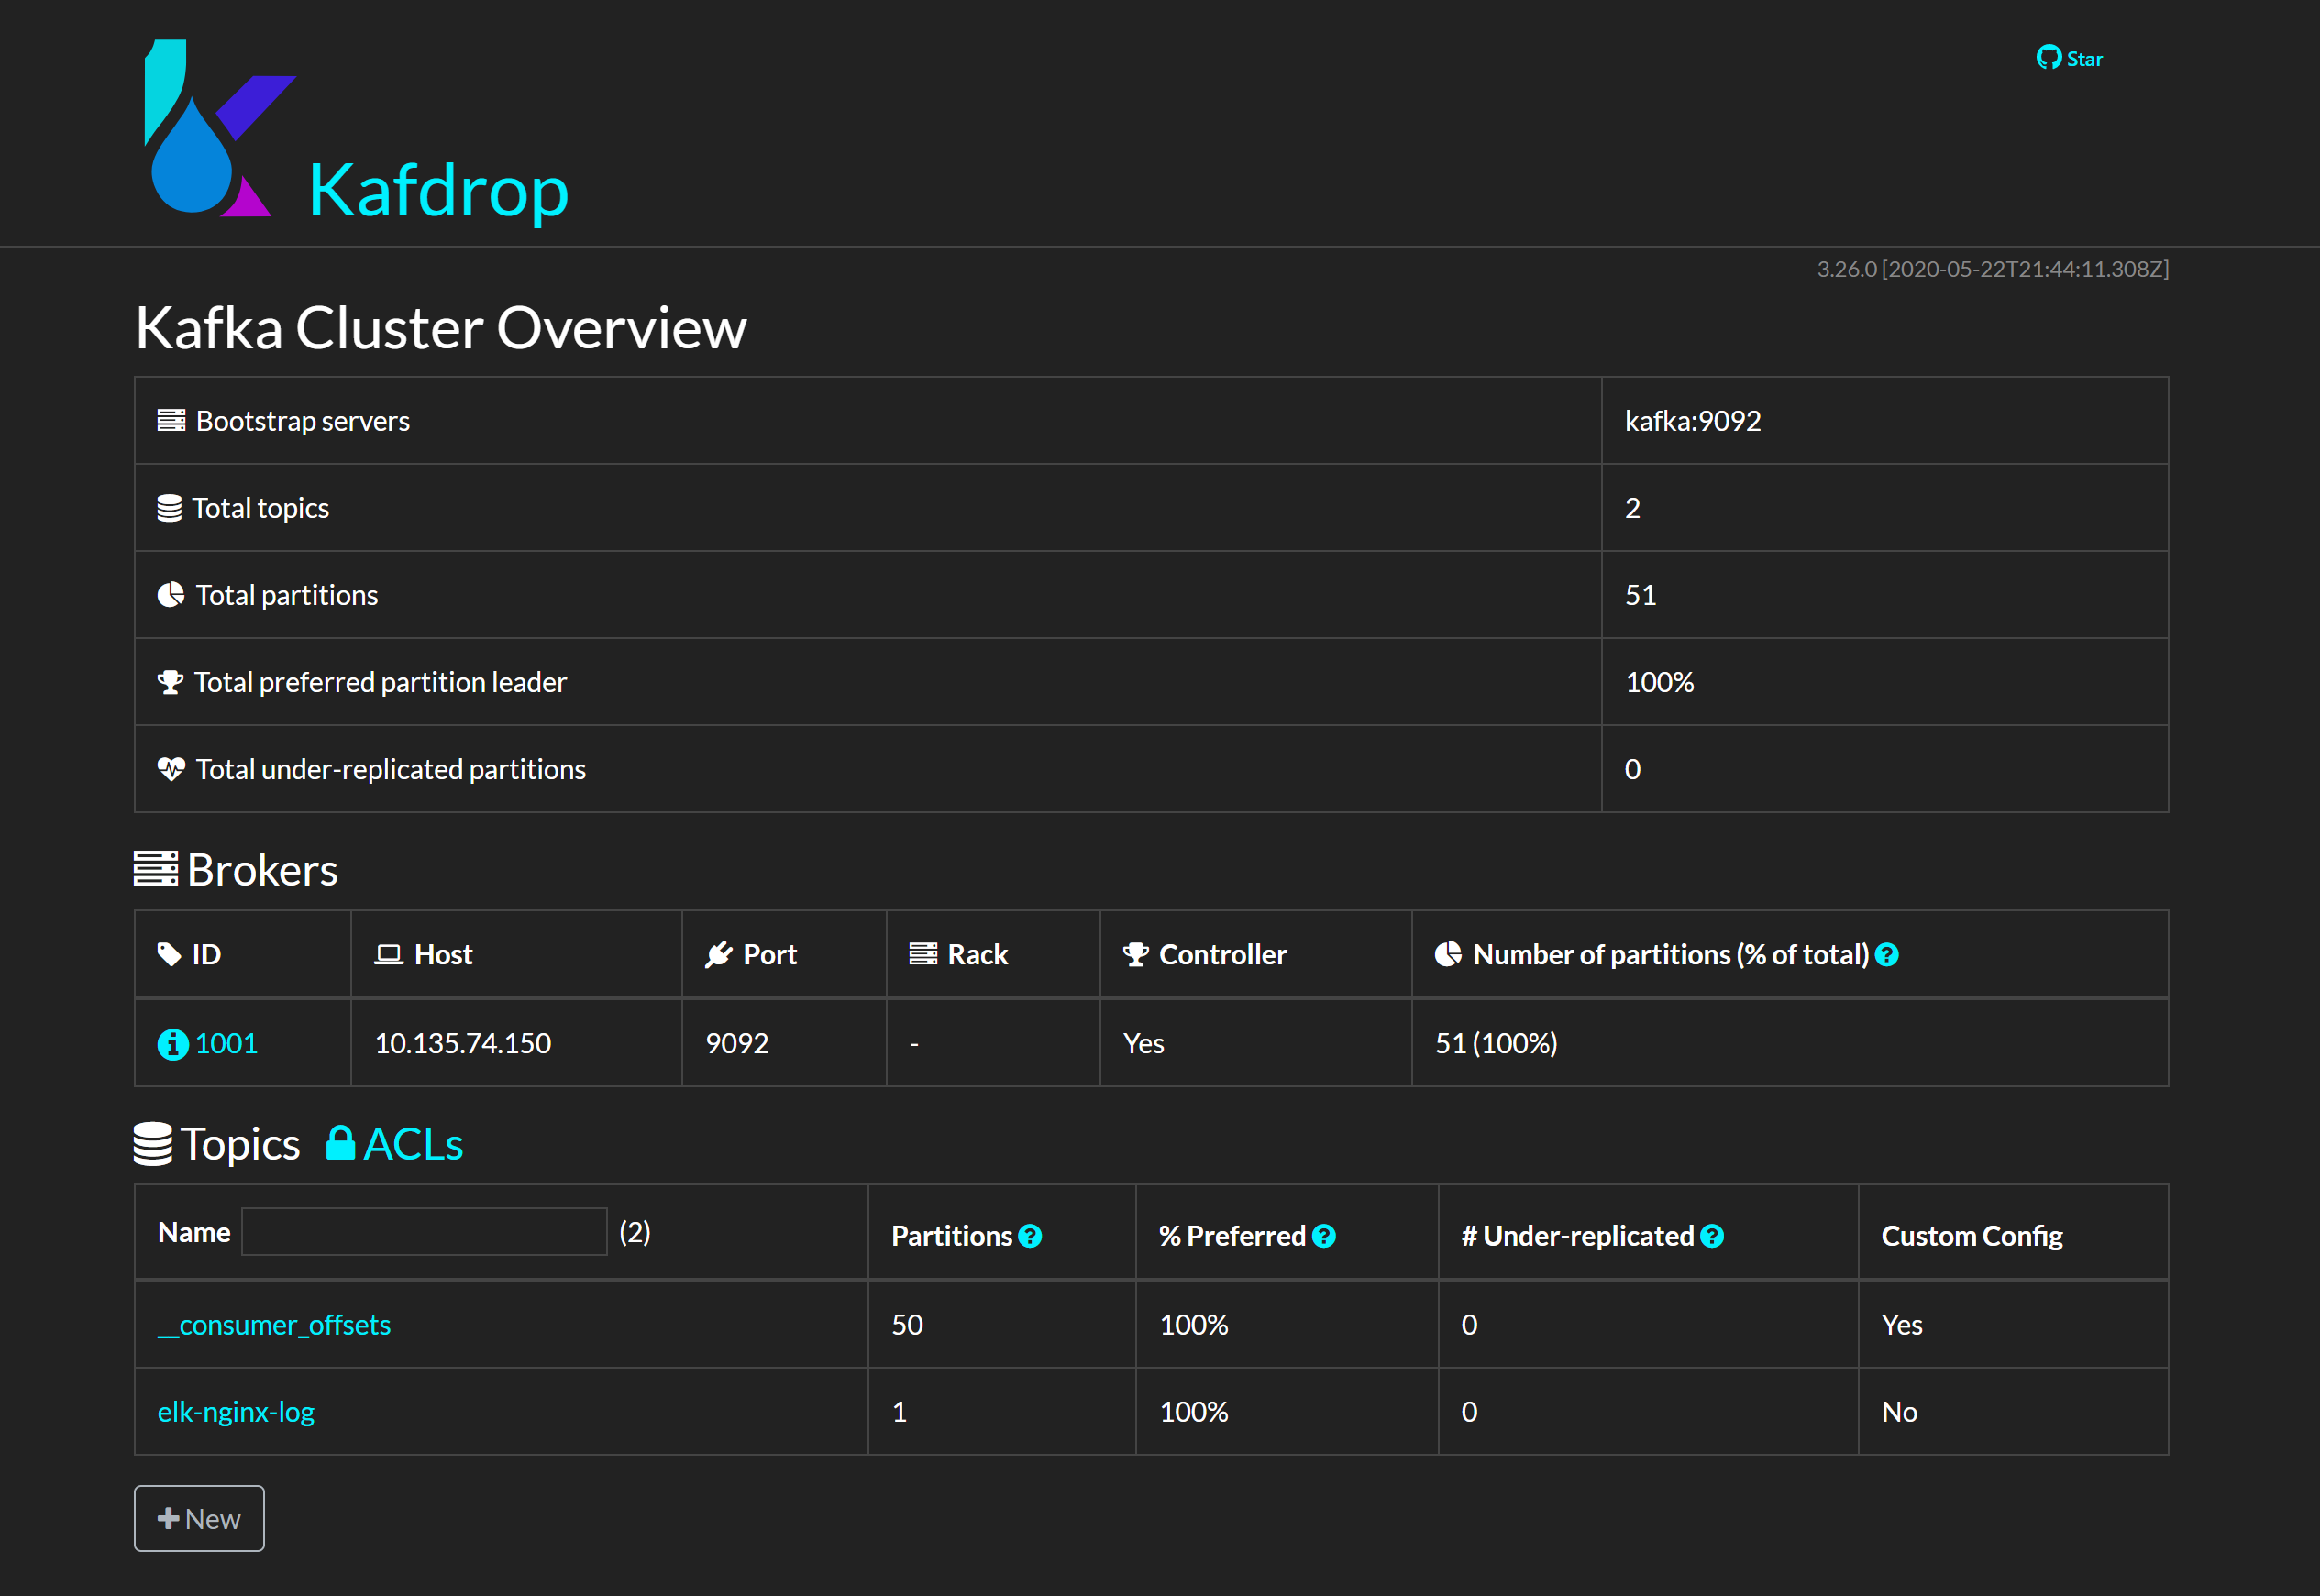 Star
Kafdrop
3.26.0 [2020-05-22T21:44:11.308Z]
Kafka Cluster Overview
Bootstrap servers kafka:9092
Total topics 2
Total partitions 51
Total preferred partition leader 100%
Total under-replicated partitions 0
Brokers
ID Host Port Rack Controller Number of partitions (% of total)
1001 10.135.74.150 9092 - Yes 51 (100%)
Topics ACLs
Name (2) Partitions % Preferred # Under-replicated Custom Config
__consumer_offsets 50 100% 0 Yes
elk-nginx-log 1 100% 0 No
New